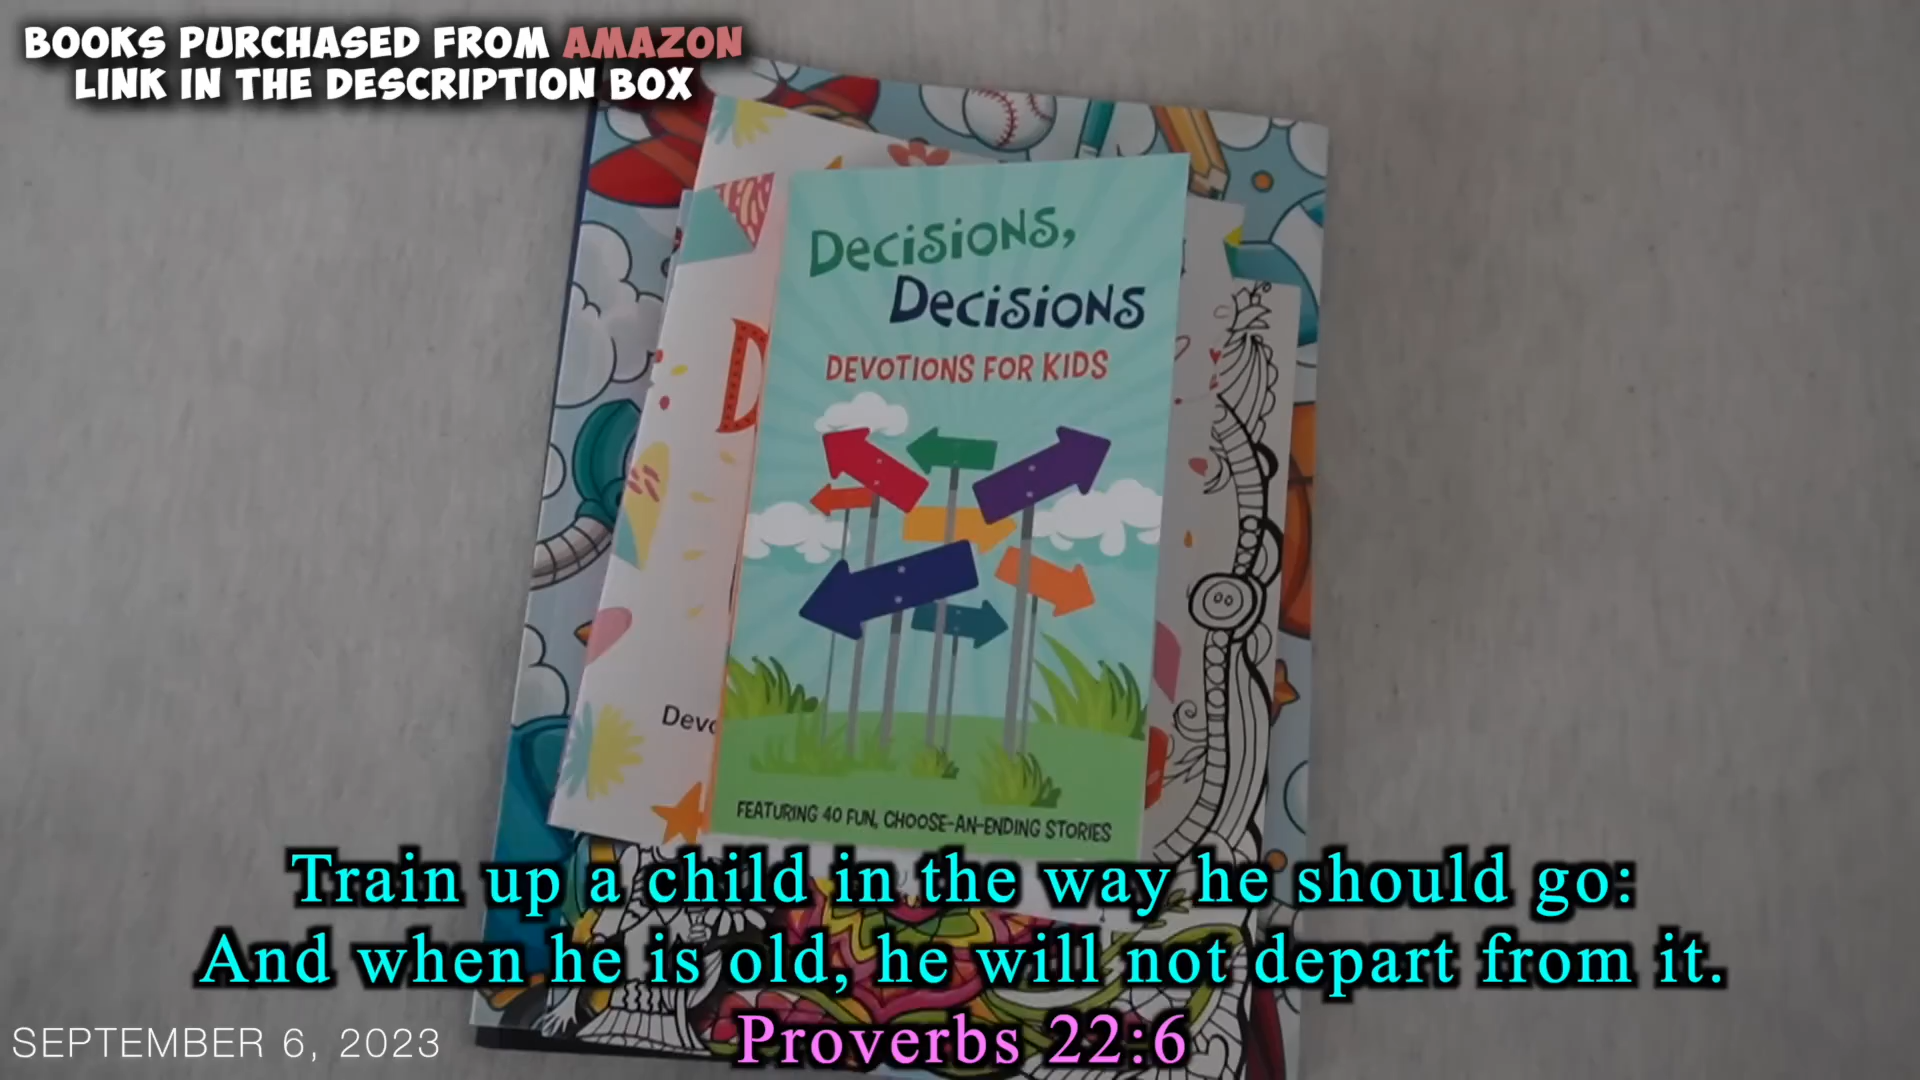 BOOKS PURCHASED FROM AMAZON
LINK IN THE DESCRIPTION BOX
Decisions,
Decisions
DEVOTIONS FOR KIDS
FEATURING 40 FUN, CHOOSE-AN-ENDING STORIES
Train up a child in the way he should go:
And when he is old, he will not depart from it.
Proverbs 22:6
SEPTEMBER 6, 2023